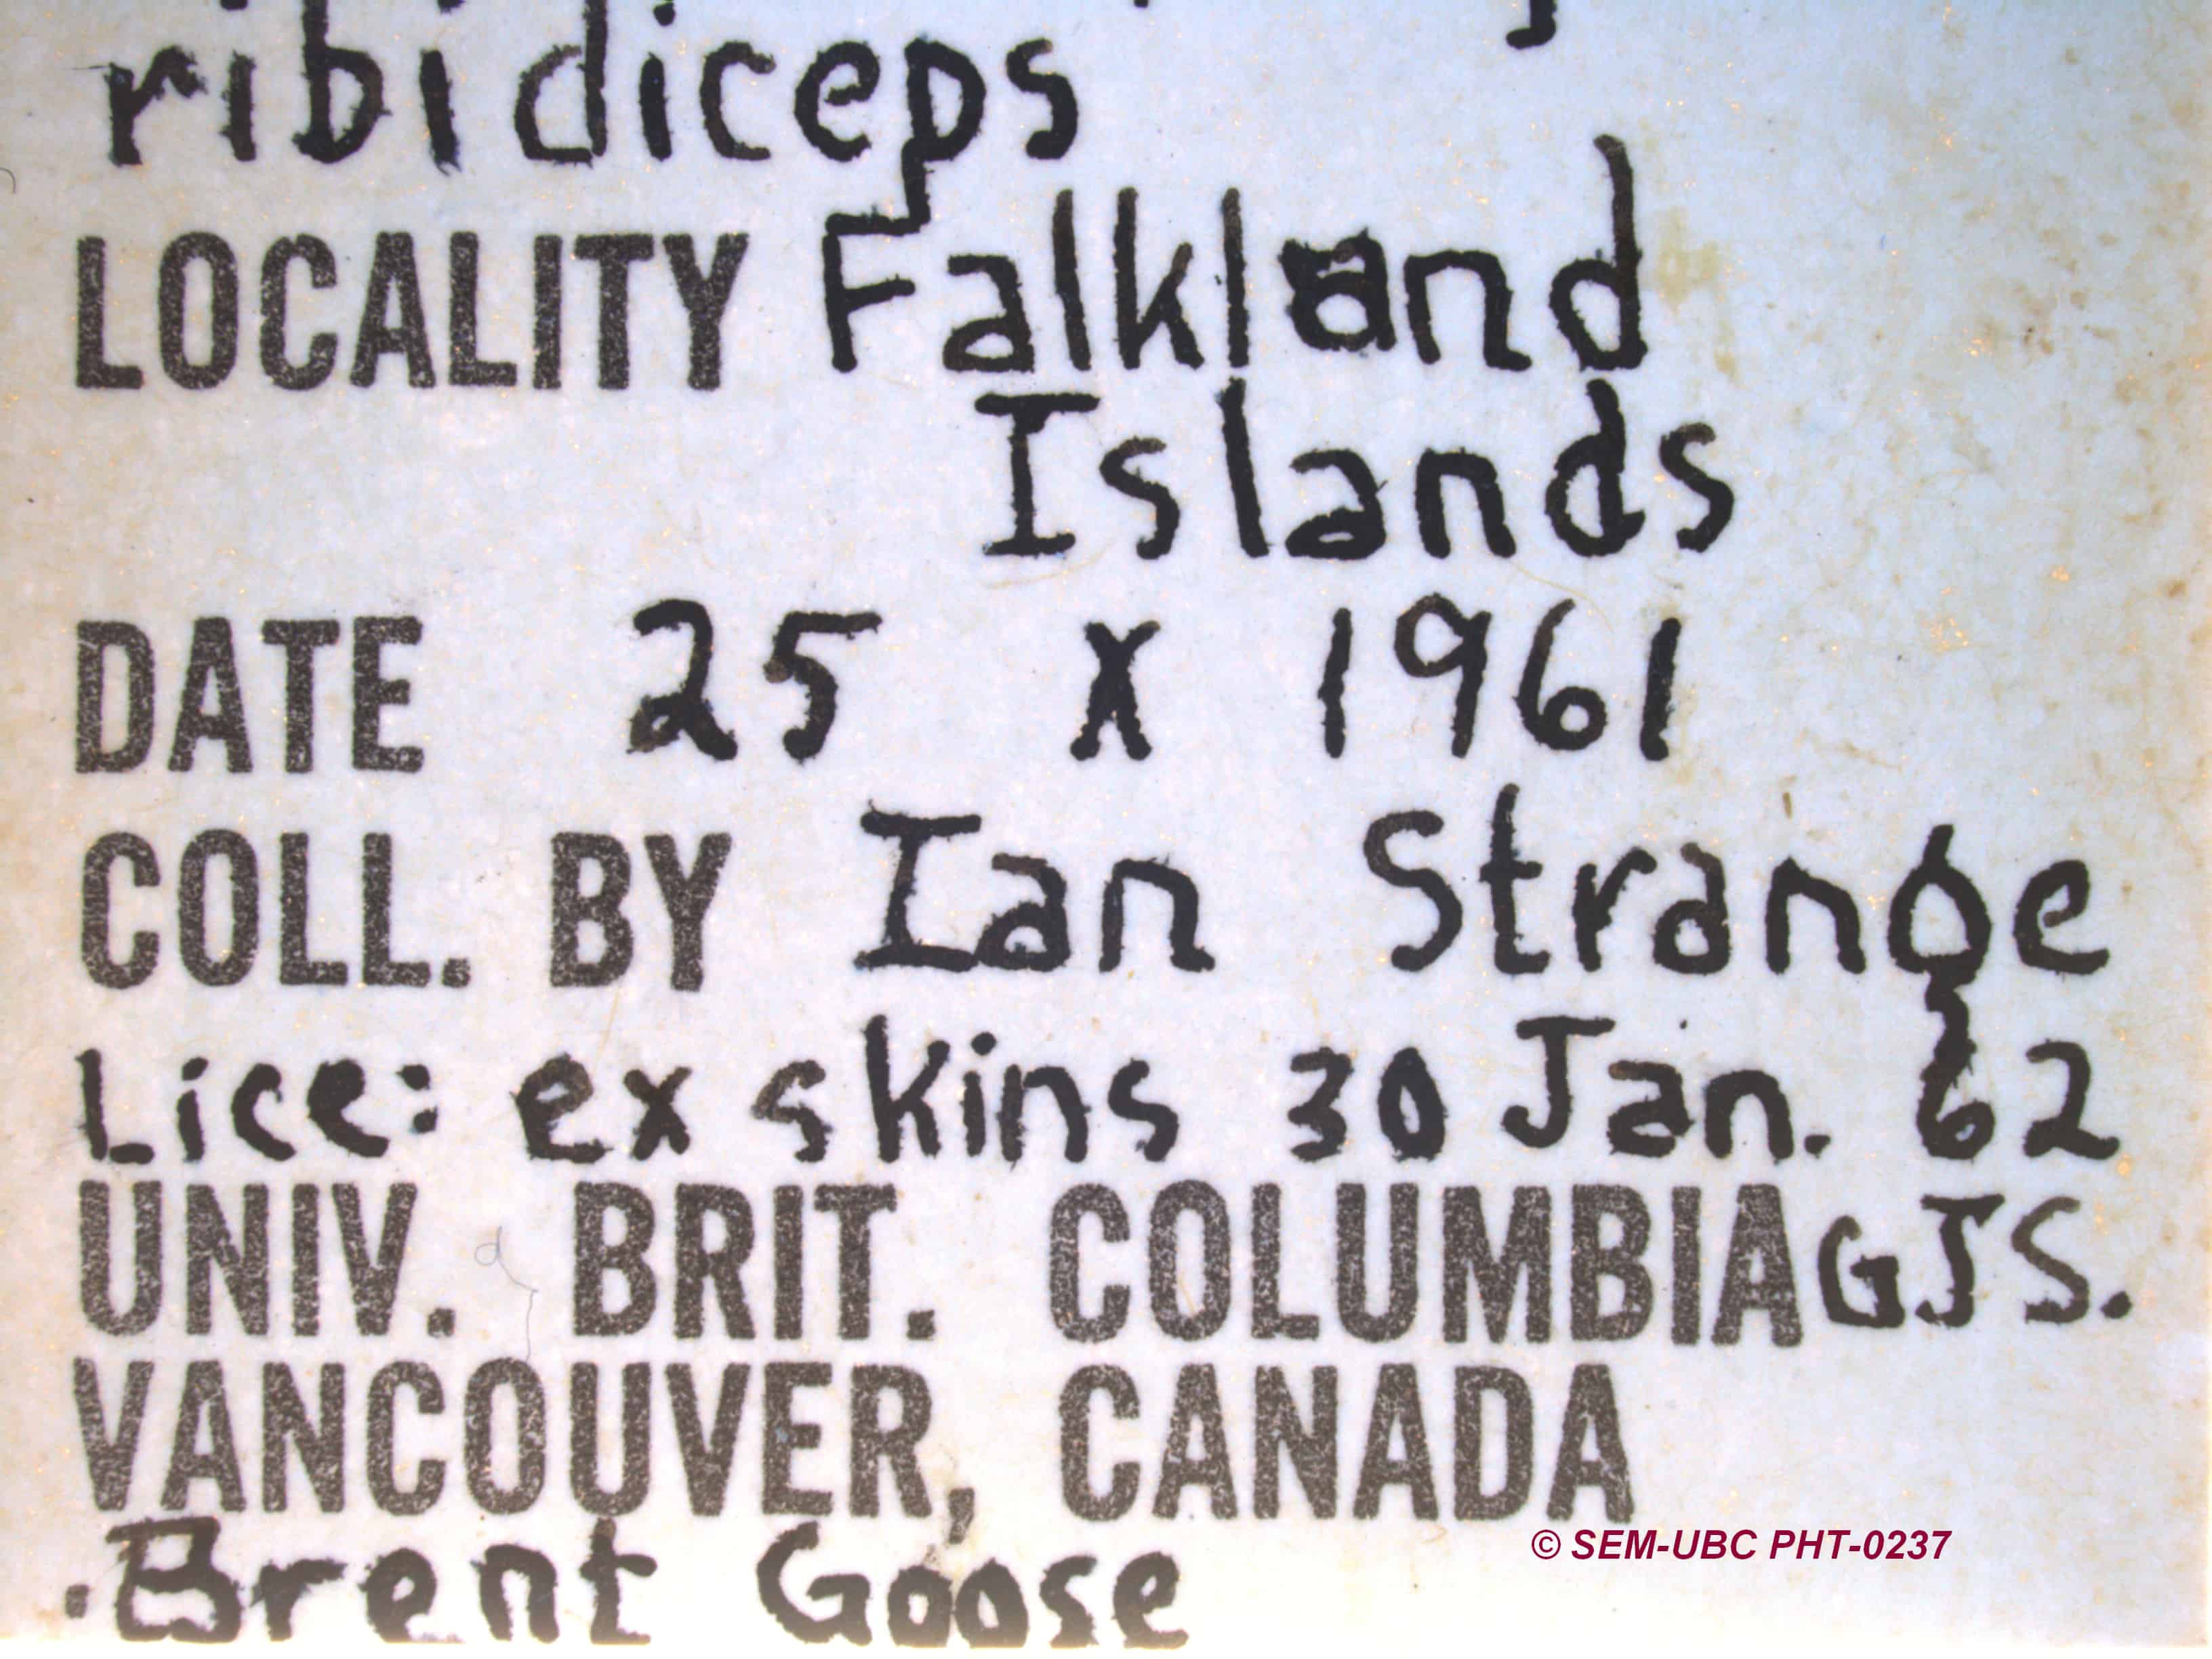 ribidiceps
LOCALITY Falkland
Islands
DATE 25 X 1961
COLL. BY Ian Strange
Lice: ex skins 30 Jan. 62
UNIV. BRIT. COLUMBIA GJS.
VANCOUVER, CANADA
Brent Goose
© SEM-UBC PHT-0237